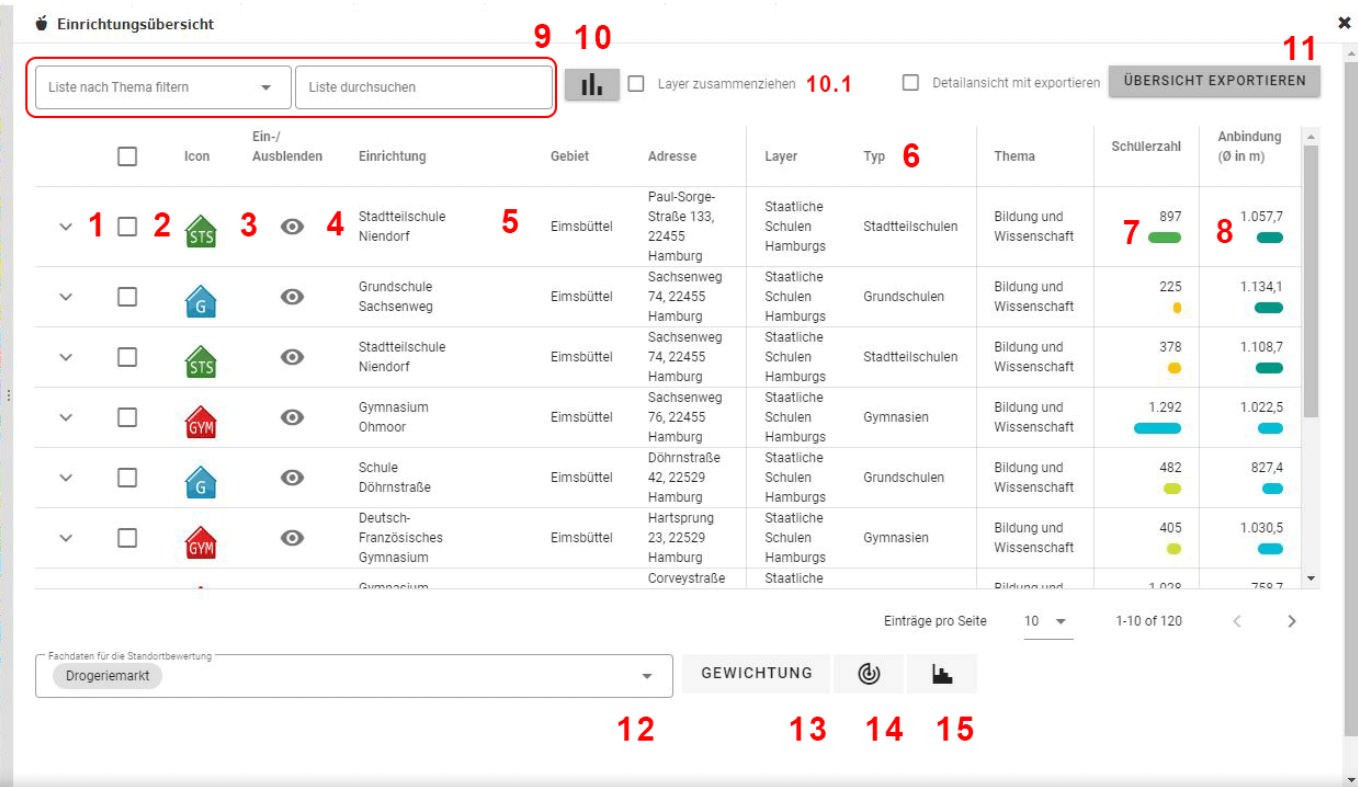 Einrichtungsübersicht
9 10 11
Liste nach Thema filtern Liste durchsuchen Layer zusammenziehen 10.1 Detailansicht mit exportieren ÜBERSICHT EXPORTIEREN
Icon Ein-/
Ausblenden Einrichtung Gebiet Adresse Layer Typ 6 Thema Schülerzahl Anbindung
(Ø in m)
1 2 STS 3 4 Stadtteilschule
Niendorf 5 Eimsbüttel Paul-Sorge-
Straße 133,
22455
Hamburg Staatliche
Schulen
Hamburgs Stadtteilschulen Bildung und
Wissenschaft 7 897 8 1.057,7
G Grundschule
Sachsenweg Eimsbüttel Sachsenweg
74, 22455
Hamburg Staatliche
Schulen
Hamburgs Grundschulen Bildung und
Wissenschaft 225 1.134,1
STS Stadtteilschule
Niendorf Eimsbüttel Sachsenweg
74, 22455
Hamburg Staatliche
Schulen
Hamburgs Stadtteilschulen Bildung und
Wissenschaft 378 1.108,7
GYM Gymnasium
Ohmoor Eimsbüttel Sachsenweg
76, 22455
Hamburg Staatliche
Schulen
Hamburgs Gymnasien Bildung und
Wissenschaft 1.292 1.022,5
G Schule
Döhrnstraße Eimsbüttel Döhrnstraße
42, 22529
Hamburg Staatliche
Schulen
Hamburgs Grundschulen Bildung und
Wissenschaft 482 827,4
GYM Deutsch-
Französisches
Gymnasium Eimsbüttel Hartsprung
23, 22529
Hamburg Staatliche
Schulen
Hamburgs Gymnasien Bildung und
Wissenschaft 405 1.030,5
Gymnasium Corveystraße Staatliche Bildung und 1.028 758,7
Einträge pro Seite 10 1-10 of 120
Fachdaten für die Standortbewertung
Drogeriemarkt GEWICHTUNG
12 13 14 15